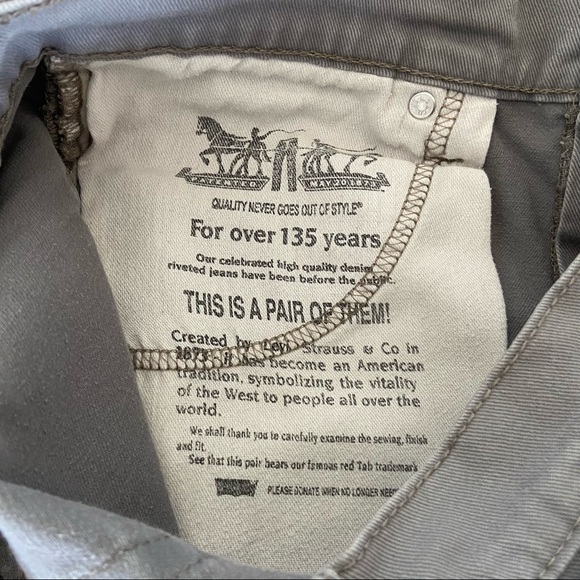 QUALITY NEVER GOES OUT OF STYLE®
For over 135 years
Our celebrated high quality denim
riveted jeans have been before the public.
THIS IS A PAIR OF THEM!
Created by Levi Strauss & Co in
1873, it has become an American
tradition, symbolizing the vitality
of the West to people all over the
world.
We shall thank you to carefully examine the sewing, finish
and fit.
See that this pair bears our famous red Tab trademark
PLEASE DONATE WHEN NO LONGER NEE